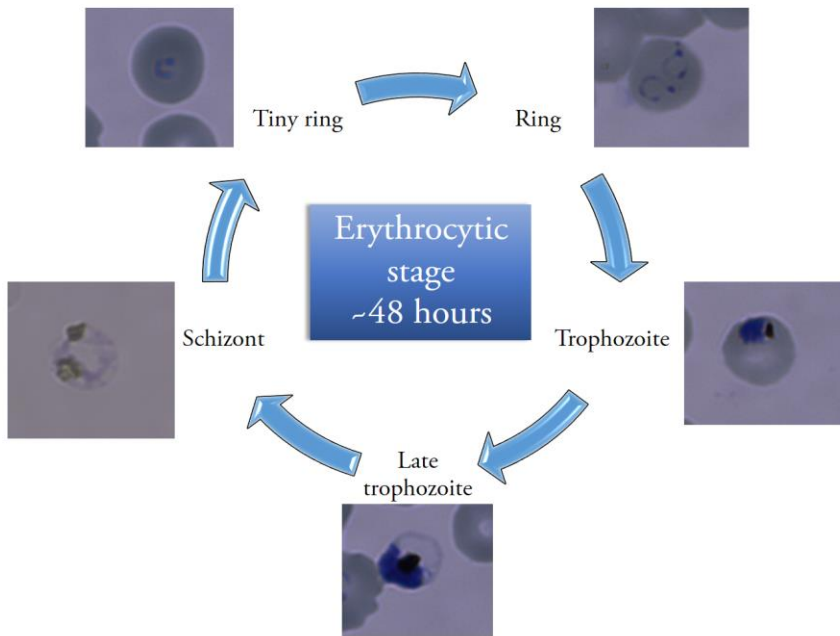 Tiny ring
Ring
Erythrocytic
stage
~48 hours
Schizont
Trophozoite
Late
trophozoite